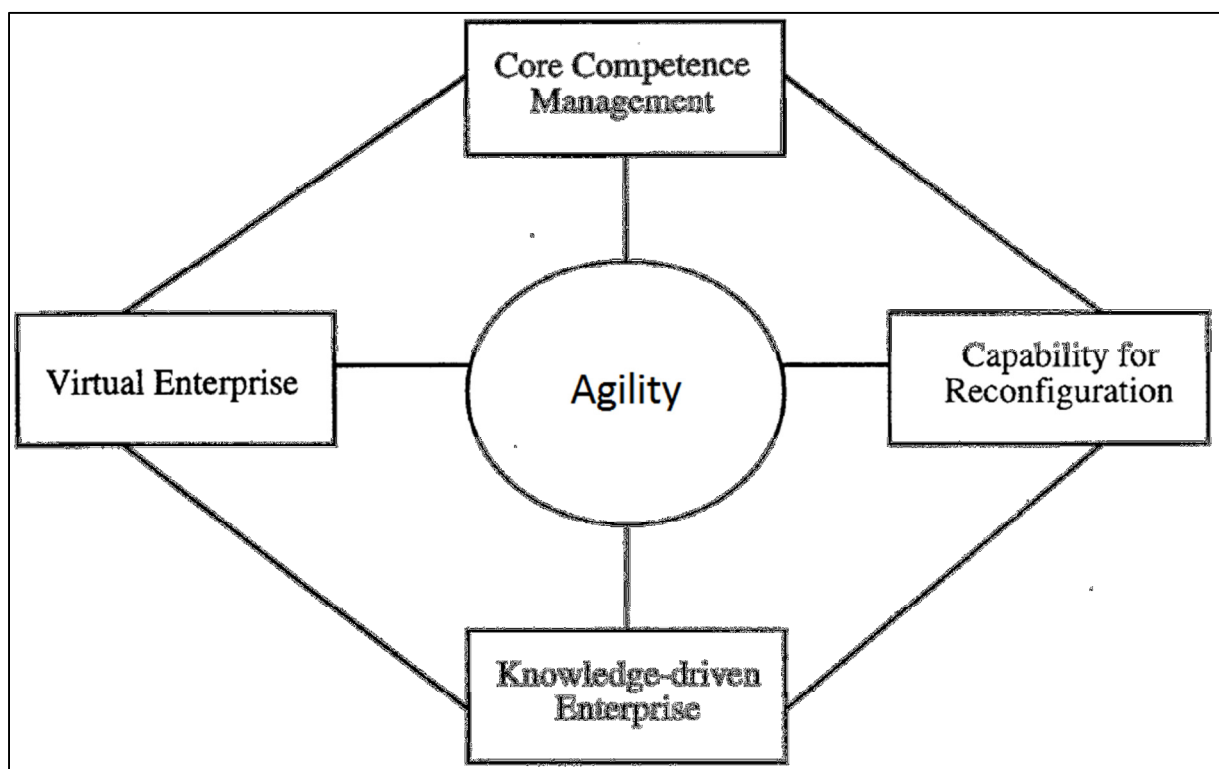 Core Competence
Management
Virtual Enterprise
Agility
Capability for
Reconfiguration
Knowledge-driven
Enterprise